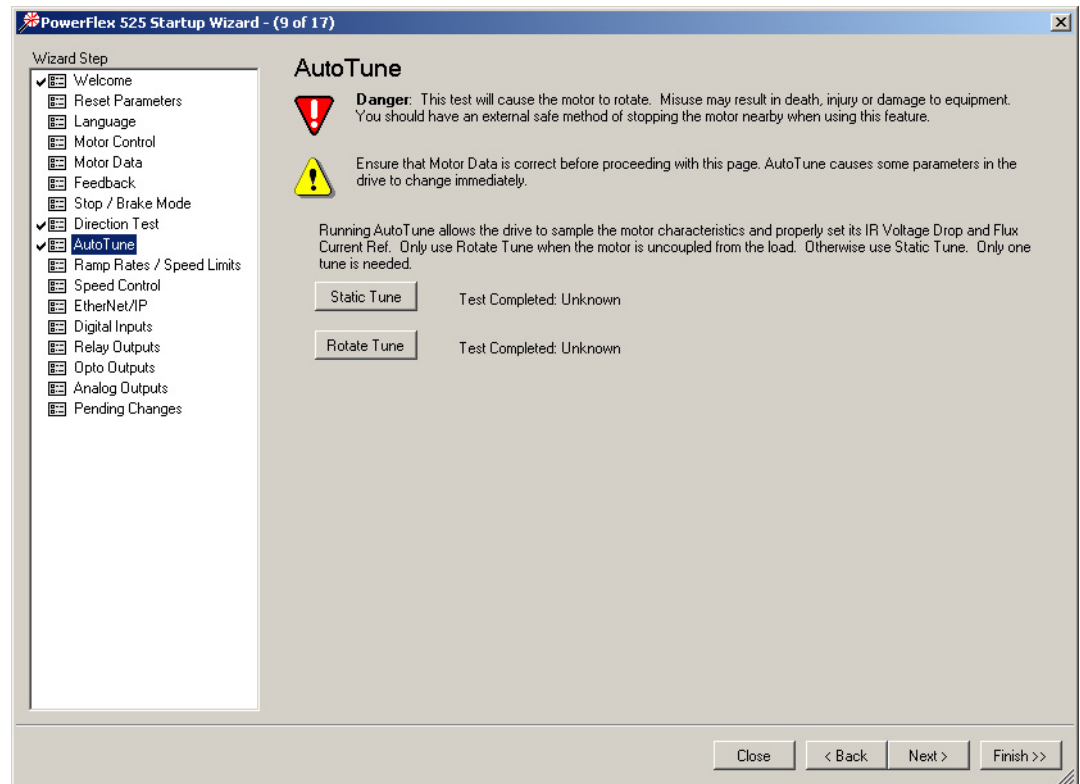 PowerFlex 525 Startup Wizard - (9 of 17)
Wizard Step
Welcome
Reset Parameters
Language
Motor Control
Motor Data
Feedback
Stop / Brake Mode
Direction Test
AutoTune
Ramp Rates / Speed Limits
Speed Control
EtherNet/IP
Digital Inputs
Relay Outputs
Opto Outputs
Analog Outputs
Pending Changes
AutoTune
Danger: This test will cause the motor to rotate. Misuse may result in death, injury or damage to equipment.
You should have an external safe method of stopping the motor nearby when using this feature.
Ensure that Motor Data is correct before proceeding with this page. AutoTune causes some parameters in the
drive to change immediately.
Running AutoTune allows the drive to sample the motor characteristics and properly set its IR Voltage Drop and Flux
Current Ref. Only use Rotate Tune when the motor is uncoupled from the load. Otherwise use Static Tune. Only one
tune is needed.
Static Tune Test Completed: Unknown
Rotate Tune Test Completed: Unknown
Close < Back Next > Finish >>